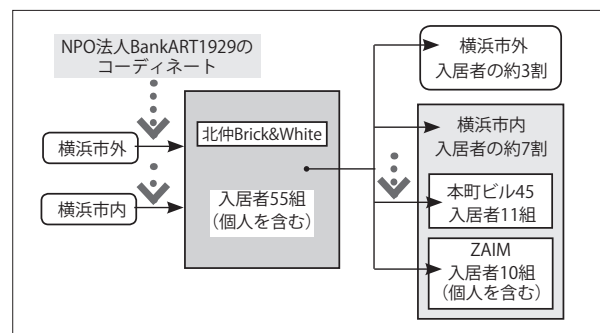 NPO法人BankART1929の
コーディネート
横浜市外
横浜市内
北仲Brick&White
入居者55組
（個人を含む）
横浜市外
入居者の約3割
横浜市内
入居者の約7割
本町ビル45
入居者11組
ZAIM
入居者10組
（個人を含む）